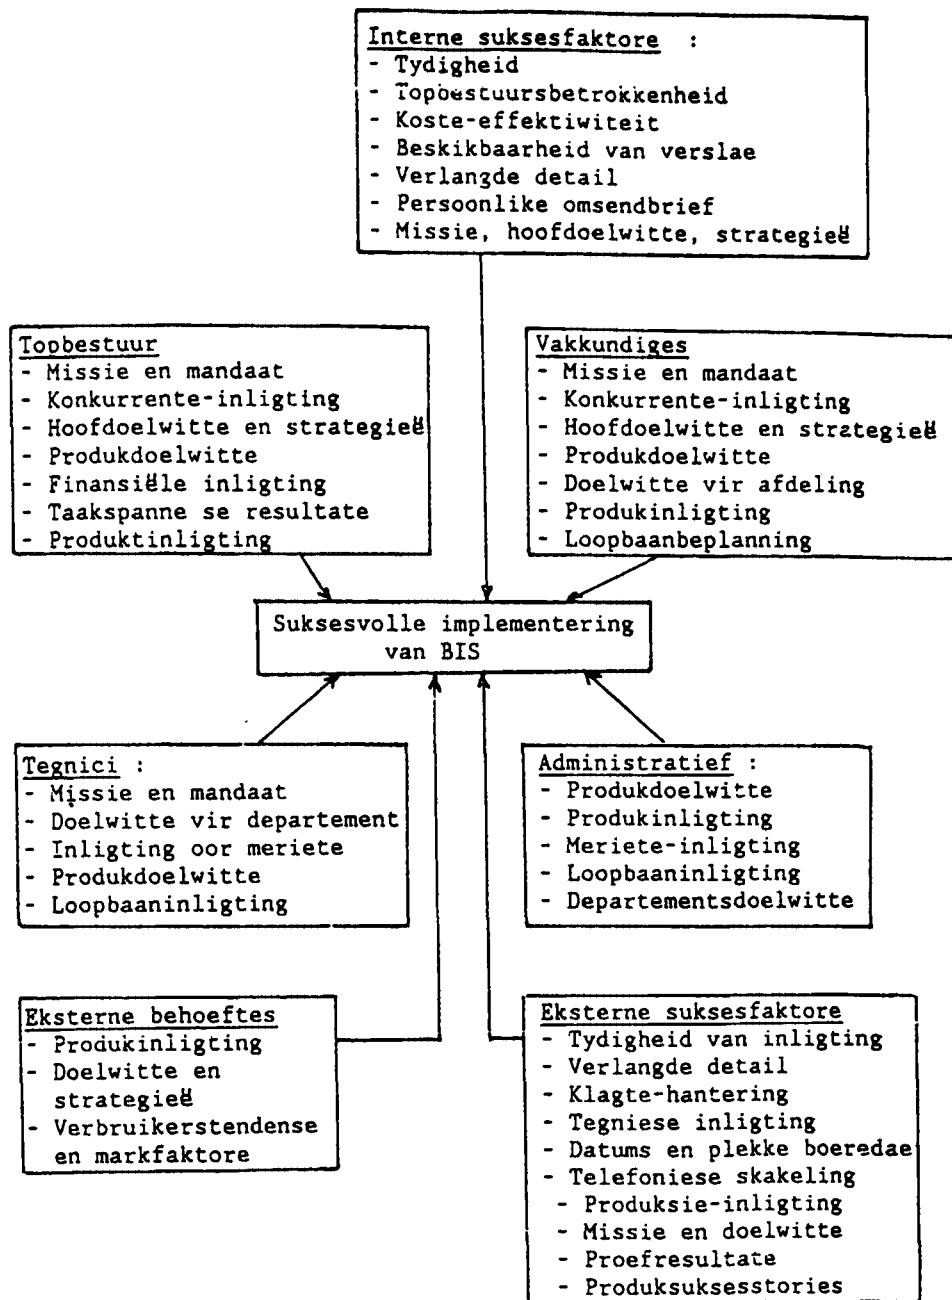 Interne suksesfaktore :
- Tydigheid
- Topbestuursbetrokkenheid
- Koste-effektiwiteit
- Beskikbaarheid van verslae
- Verlangde detail
- Persoonlike omsendbrief
- Missie, hoofdoelwitte, strategieë
Topbestuur
- Missie en mandaat
- Konkurrente-inligting
- Hoofdoelwitte en strategieë
- Produkdoelwitte
- Finansiële inligting
- Taakspanne se resultate
- Produktinligting
Vakkundiges
- Missie en mandaat
- Konkurrente-inligting
- Hoofdoelwitte en strategieë
- Produkdoelwitte
- Doelwitte vir afdeling
- Produkinligting
- Loopbaanbeplanning
Suksesvolle implementering
van BIS
Tegnici :
- Missie en mandaat
- Doelwitte vir departement
- Inligting oor meriete
- Produkdoelwitte
- Loopbaaninligting
Administratief :
- Produkdoelwitte
- Produkinligting
- Meriete-inligting
- Loopbaaninligting
- Departementsdoelwitte
Eksterne behoeftes
- Produkinligting
- Doelwitte en
strategieë
- Verbruikerstendense
en markfaktore
Eksterne suksesfaktore
- Tydigheid van inligting
- Verlangde detail
- Klagte-hantering
- Tegniese inligting
- Datums en plekke boeredae
- Telefoniese skakeling
- Produksie-inligting
- Missie en doelwitte
- Proefresultate
- Produksuksesstories